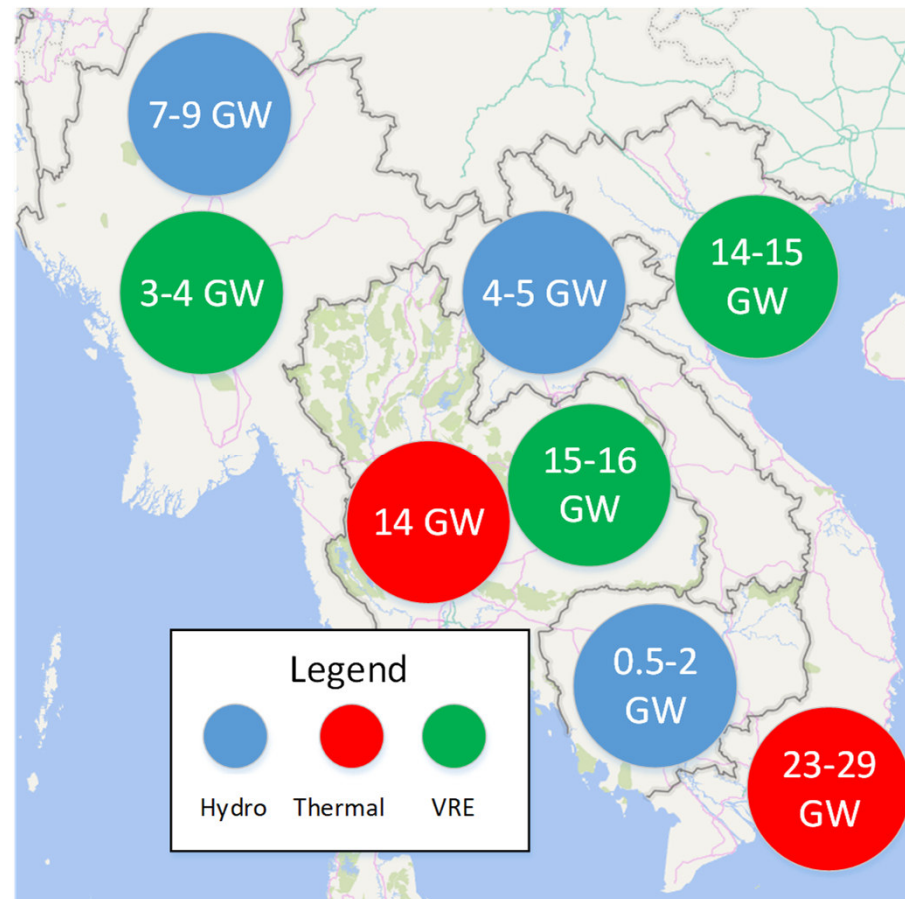 7-9 GW
3-4 GW
4-5 GW
14-15
GW
15-16
GW
14 GW
0.5-2
GW
23-29
GW
Legend
Hydro Thermal VRE